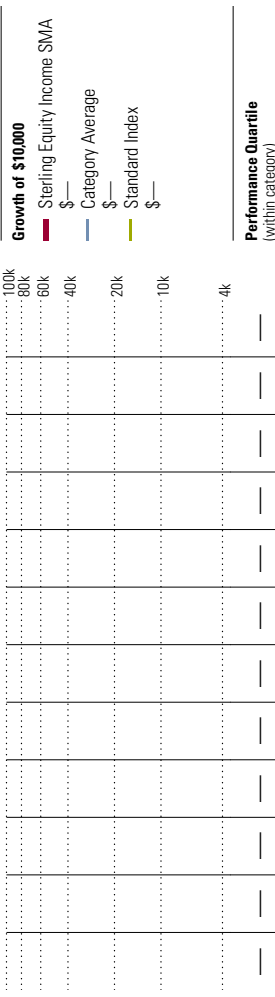 100k
80k
60k
40k
20k
10k
4k
Growth of $10,000
Sterling Equity Income SMA
$—
Category Average
$—
Standard Index
$—
— — — — — — — — — — — —
Performance Quartile
(within category)